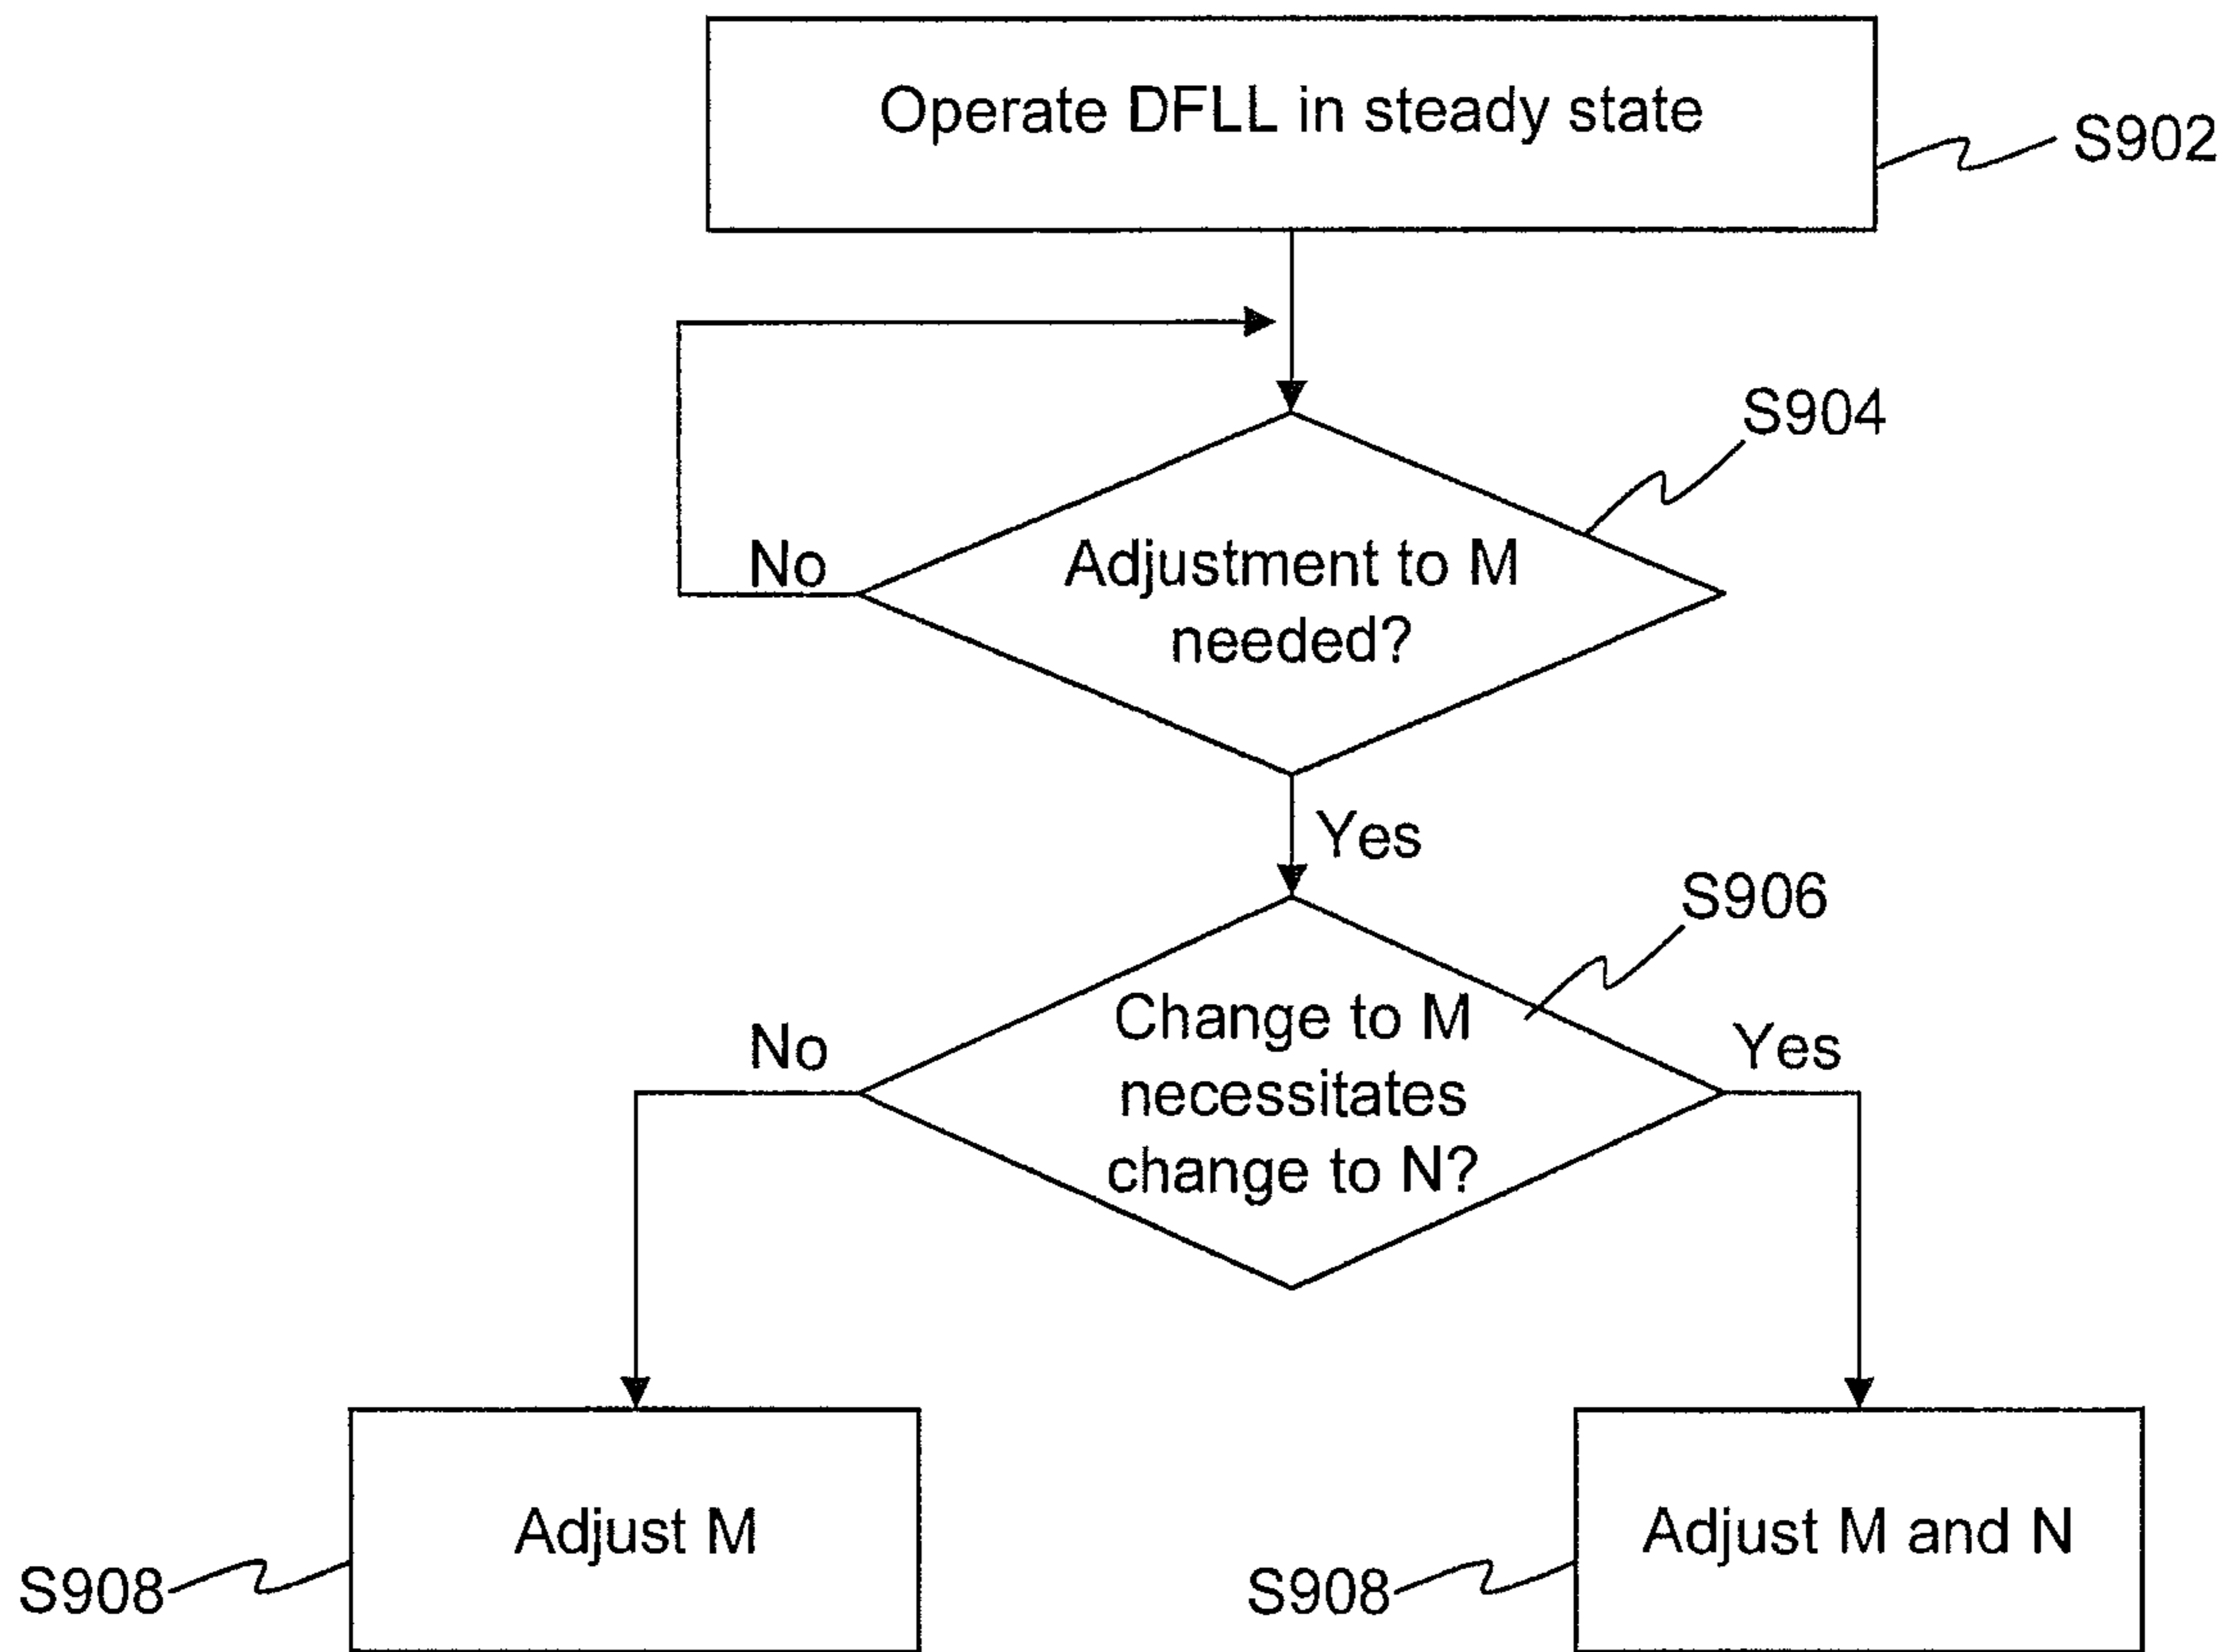 Operate DFLL in steady state
S902
S904
No
Adjustment to M
needed?
Yes
S906
Change to M
necessitates
change to N?
No
Yes
Adjust M
S908
Adjust M and N
S908